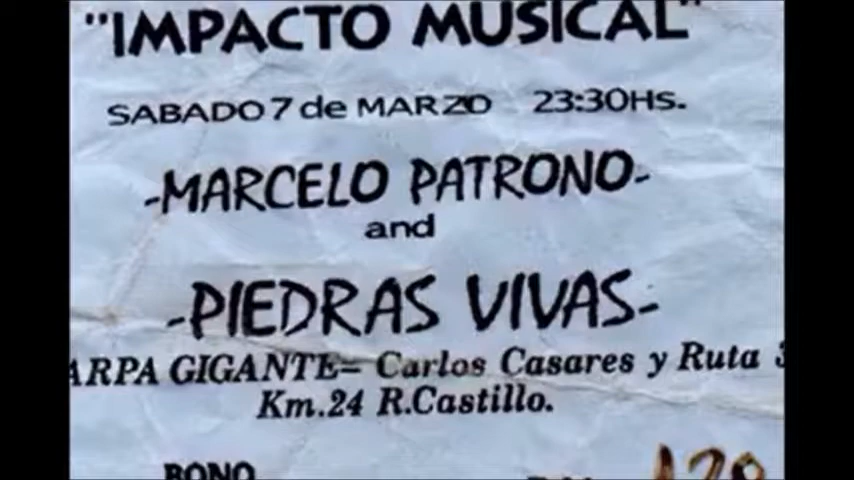 "IMPACTO MUSICAL"
SABADO 7 de MARZO 23:30HS.
-MARCELO PATRONO-
and
-PIEDRAS VIVAS-
ARPA GIGANTE= Carlos Casares y Ruta 3
Km.24 R.Castillo.
BONO